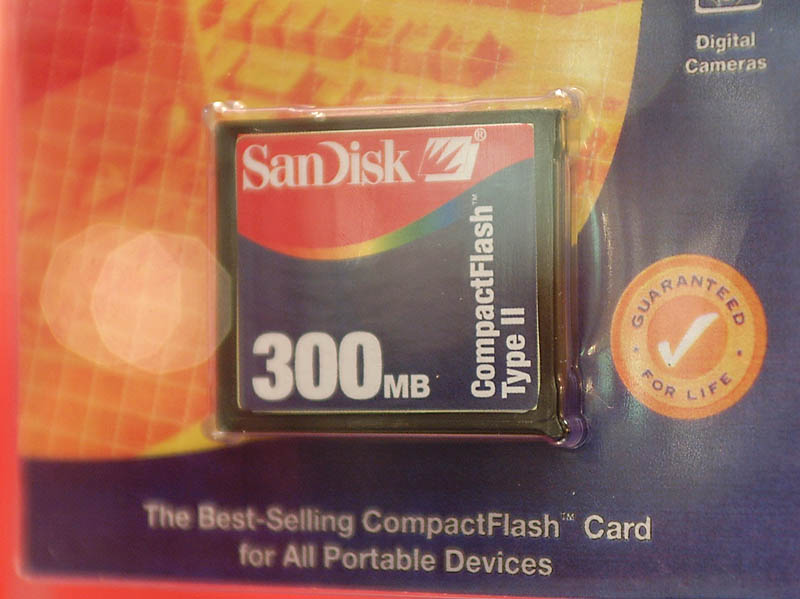 Digital
Cameras
SanDisk®
CompactFlash™
Type II
300MB
GUARANTEED
FOR LIFE
The Best-Selling CompactFlash™ Card
for All Portable Devices